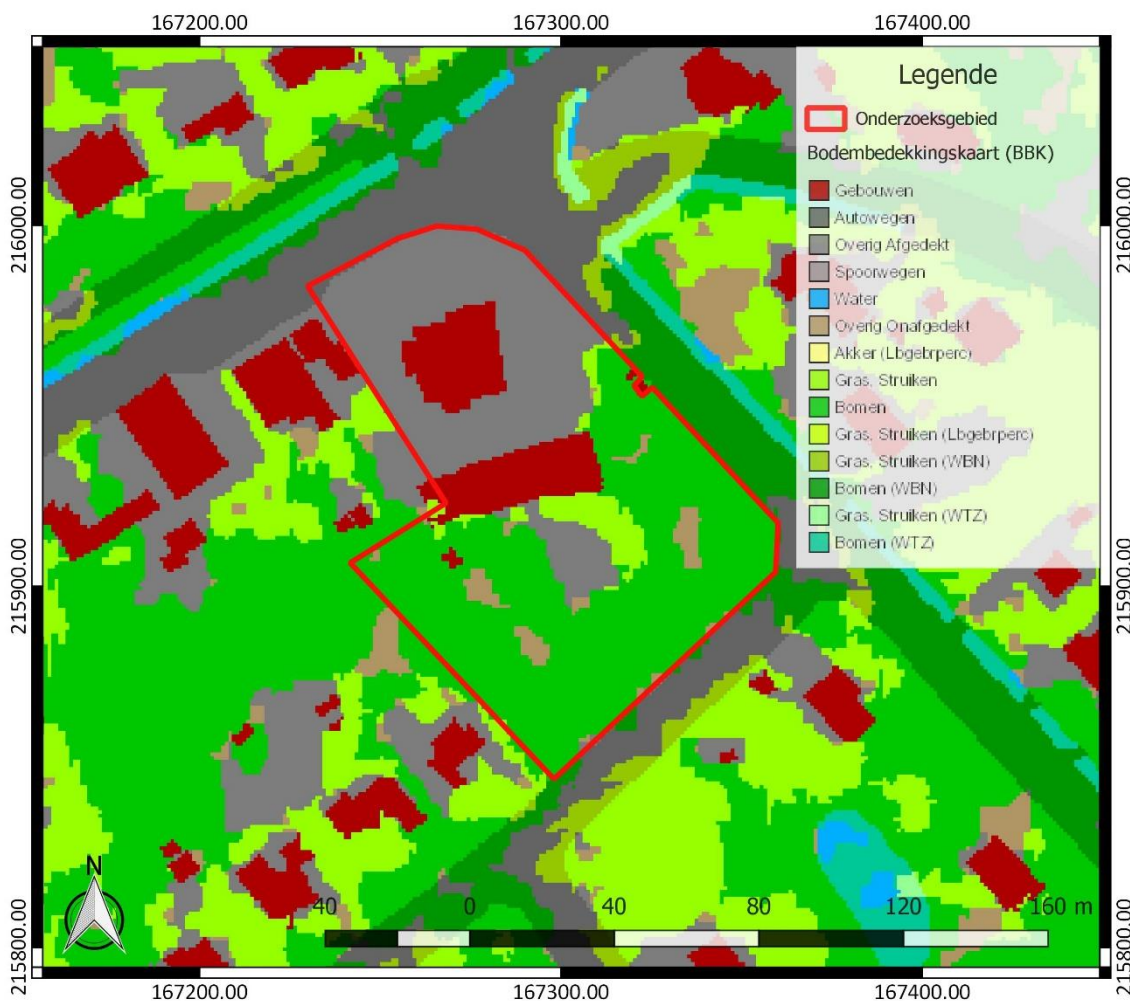 167200.00 167300.00 167400.00
Legende
Onderzoeksgebied
Bodembedekkingskaart (BBK)
Gebouwen
Autowegen
Overig Afgedekt
Spoorwegen
Water
Overig Onafgedekt
Akker (Lbgebrperc)
Gras, Struiken
Bomen
Gras, Struiken (Lbgebrperc)
Gras, Struiken (WBN)
Bomen (WBN)
Gras, Struiken (WTZ)
Bomen (WTZ)
216000.00 216000.00
215900.00 215900.00
215800.00 215800.00
N
40 0 40 80 120 160 m
167200.00 167300.00 167400.00